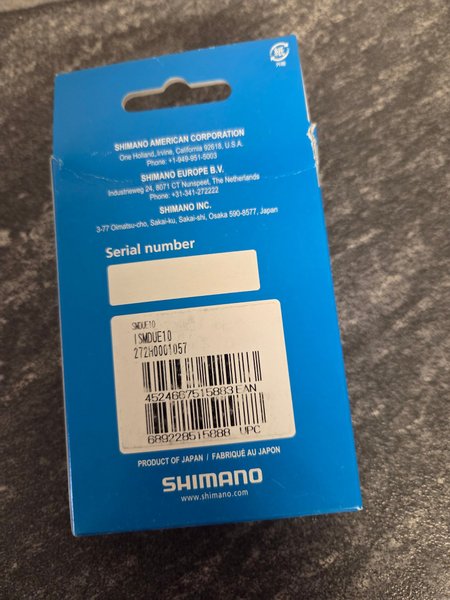 SHIMANO AMERICAN CORPORATION
One Holland, Irvine, California 92618, U.S.A.
Phone: +1-949-951-5003
SHIMANO EUROPE B.V.
Industrieweg 24, 8071 CT Nunspeet, The Netherlands
Phone: +31-341-272222
SHIMANO INC.
3-77 Oimatsu-cho, Sakai-ku, Sakai-shi, Osaka 590-8577, Japan
Serial number
SMDUE10
ISMDUE10
272H0001057
4524667515883 EAN
689228515888 UPC
PRODUCT OF JAPAN / FABRIQUÉ AU JAPON
SHIMANO
www.shimano.com